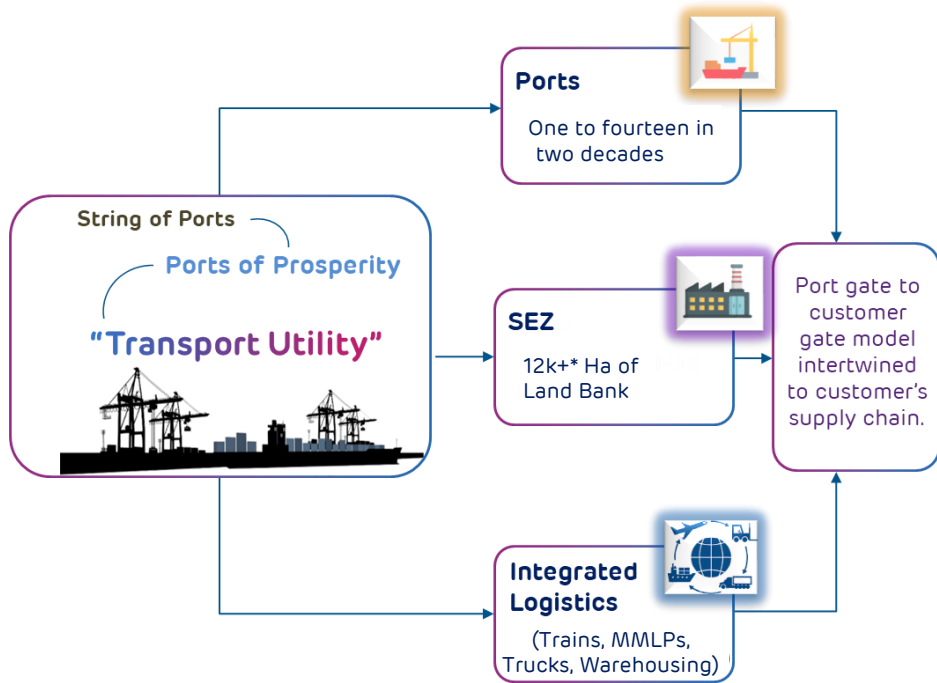 String of Ports
Ports of Prosperity
“Transport Utility”
Ports
One to fourteen in
two decades
SEZ
12k+* Ha of
Land Bank
Integrated
Logistics
(Trains, MMLPs,
Trucks, Warehousing)
Port gate to
customer
gate model
intertwined
to customer’s
supply chain.